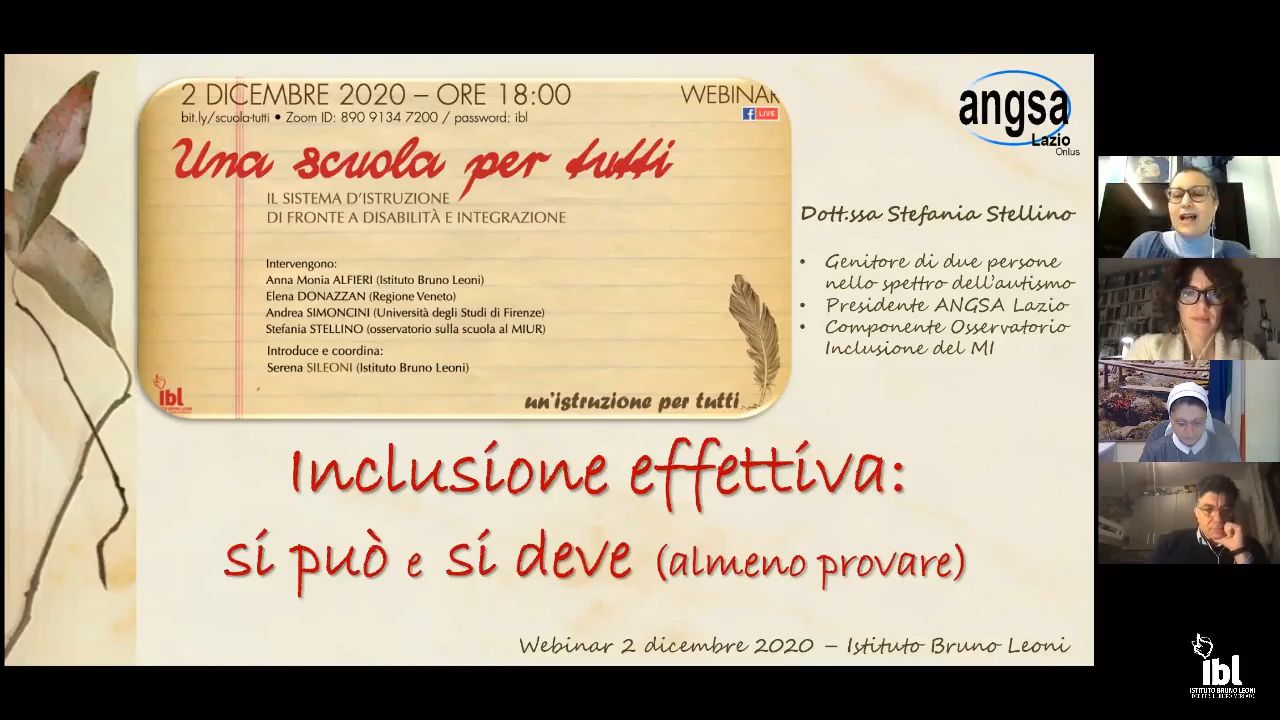 2 DICEMBRE 2020 – ORE 18:00
WEBINAR
bit.ly/scuola-tutti • Zoom ID: 890 9134 7200 / password: ibl
f LIVE
Una scuola per tutti
IL SISTEMA D'ISTRUZIONE
DI FRONTE A DISABILITÀ E INTEGRAZIONE
Intervengono:
Anna Monia ALFIERI (Istituto Bruno Leoni)
Elena DONAZZAN (Regione Veneto)
Andrea SIMONCINI (Università degli Studi di Firenze)
Stefania STELLINO (osservatorio sulla scuola al MIUR)
Introduce e coordina:
Serena SILEONI (Istituto Bruno Leoni)
ibl
un'istruzione per tutti
angsa
Lazio
Onlus
Dott.ssa Stefania Stellino
• Genitore di due persone
nello spettro dell'autismo
• Presidente ANGSA Lazio
• Componente Osservatorio
Inclusione del MI
Inclusione effettiva:
si può e si deve (almeno provare)
Webinar 2 dicembre 2020 – Istituto Bruno Leoni
ibl
ISTITUTO BRUNO LEONI